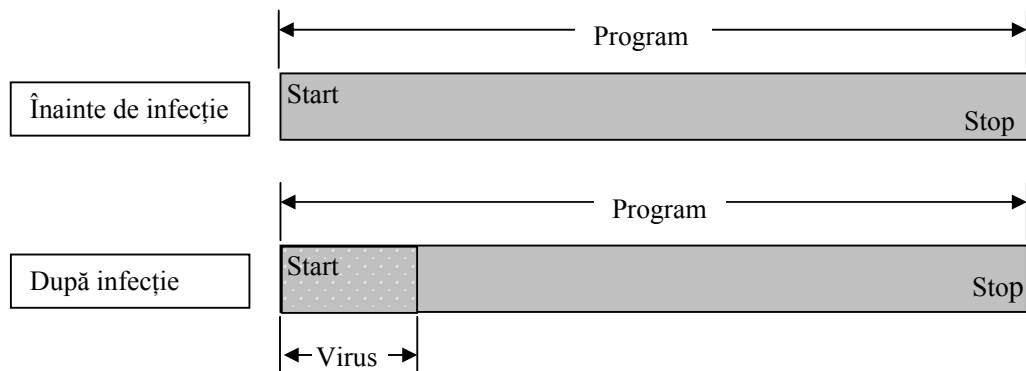 Program
Start
Înainte de infecție
Stop
Program
Start
După infecție
Stop
Virus